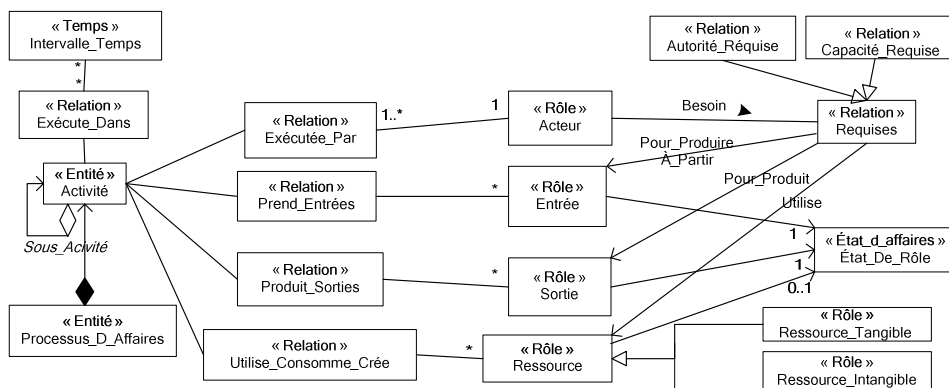 « Temps »
Intervalle_Temps
« Relation »
Autorité_Réquise
« Relation »
Capacité_Requise
*
*
« Relation »
Exécute_Dans
« Relation »
Exécutée_Par
1..*
1
« Rôle »
Acteur
Besoin
« Relation »
Requises
Pour_Produire
À_Partir
« Entité »
Activité
« Relation »
Prend_Entrées
*
« Rôle »
Entrée
Pour_Produit
Utilise
Sous_Acivité
1
« État_d_affaires »
État_De_Rôle
« Relation »
Produit_Sorties
*
« Rôle »
Sortie
1
0..1
« Entité »
Processus_D_Affaires
« Relation »
Utilise_Consomme_Crée
*
« Rôle »
Ressource
« Rôle »
Ressource_Tangible
« Rôle »
Ressource_Intangible